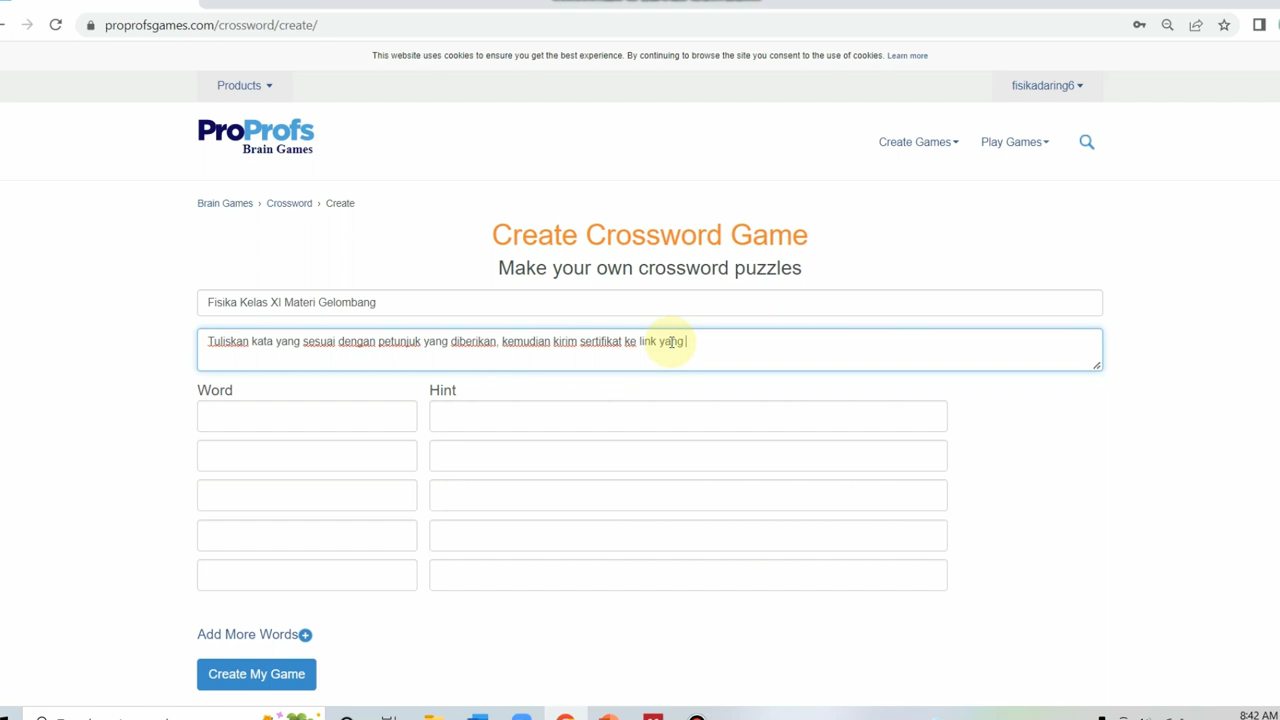 proprofsgames.com/crossword/create/
This website uses cookies to ensure you get the best experience. By continuing to browse the site you consent to the use of cookies. Learn more
Products
fisikadaring6
ProProfs
Brain Games
Create Games
Play Games
Brain Games › Crossword › Create
Create Crossword Game
Make your own crossword puzzles
Fisika Kelas XI Materi Gelombang
Tuliskan kata yang sesuai dengan petunjuk yang diberikan, kemudian kirim sertifikat ke link yang
Word
Hint
Add More Words
Create My Game
8:42 AM